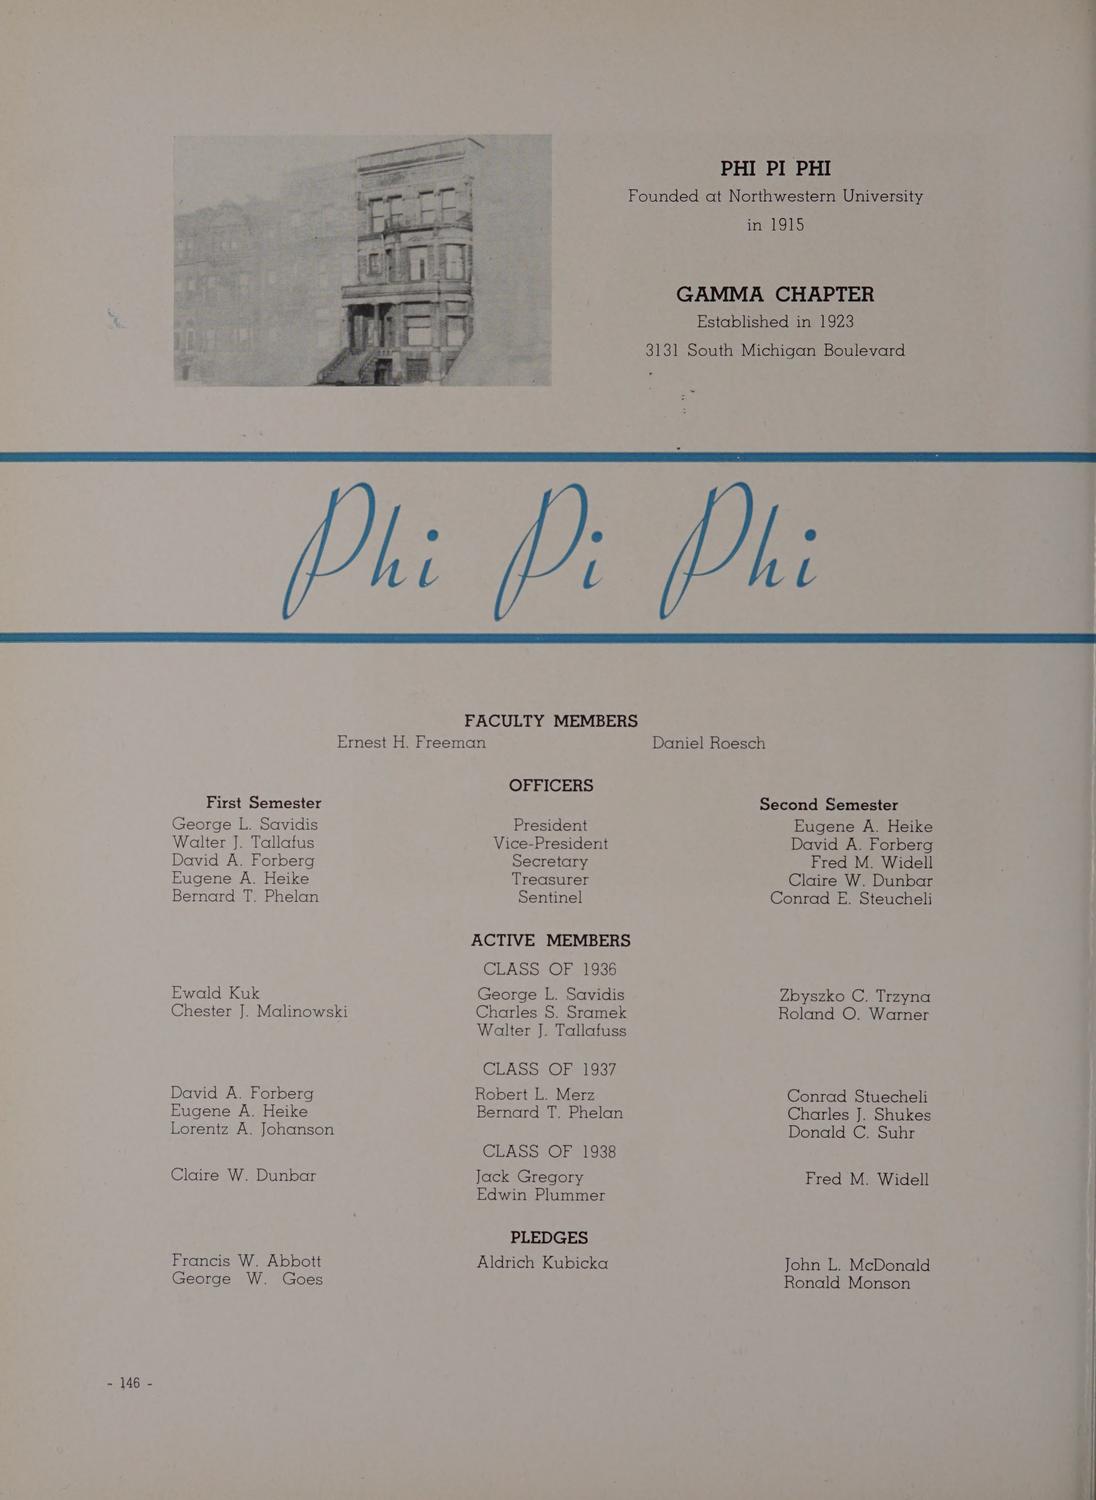 PHI PI PHI
Founded at Northwestern University
in 1915
GAMMA CHAPTER
Established in 1923
3131 South Michigan Boulevard
Phi Pi Phi
FACULTY MEMBERS
Ernest H. Freeman Daniel Roesch
OFFICERS
First Semester Second Semester
George L. Savidis President Eugene A. Heike
Walter J. Tallafus Vice-President David A. Forberg
David A. Forberg Secretary Fred M. Widell
Eugene A. Heike Treasurer Claire W. Dunbar
Bernard T. Phelan Sentinel Conrad E. Steucheli
ACTIVE MEMBERS
CLASS OF 1936
Ewald Kuk George L. Savidis Zbyszko C. Trzyna
Chester J. Malinowski Charles S. Sramek Roland O. Warner
Walter J. Tallafuss
CLASS OF 1937
David A. Forberg Robert L. Merz Conrad Stuecheli
Eugene A. Heike Bernard T. Phelan Charles J. Shukes
Lorentz A. Johanson Donald C. Suhr
CLASS OF 1938
Claire W. Dunbar Jack Gregory Fred M. Widell
Edwin Plummer
PLEDGES
Francis W. Abbott Aldrich Kubicka John L. McDonald
George W. Goes Ronald Monson
- 146 -